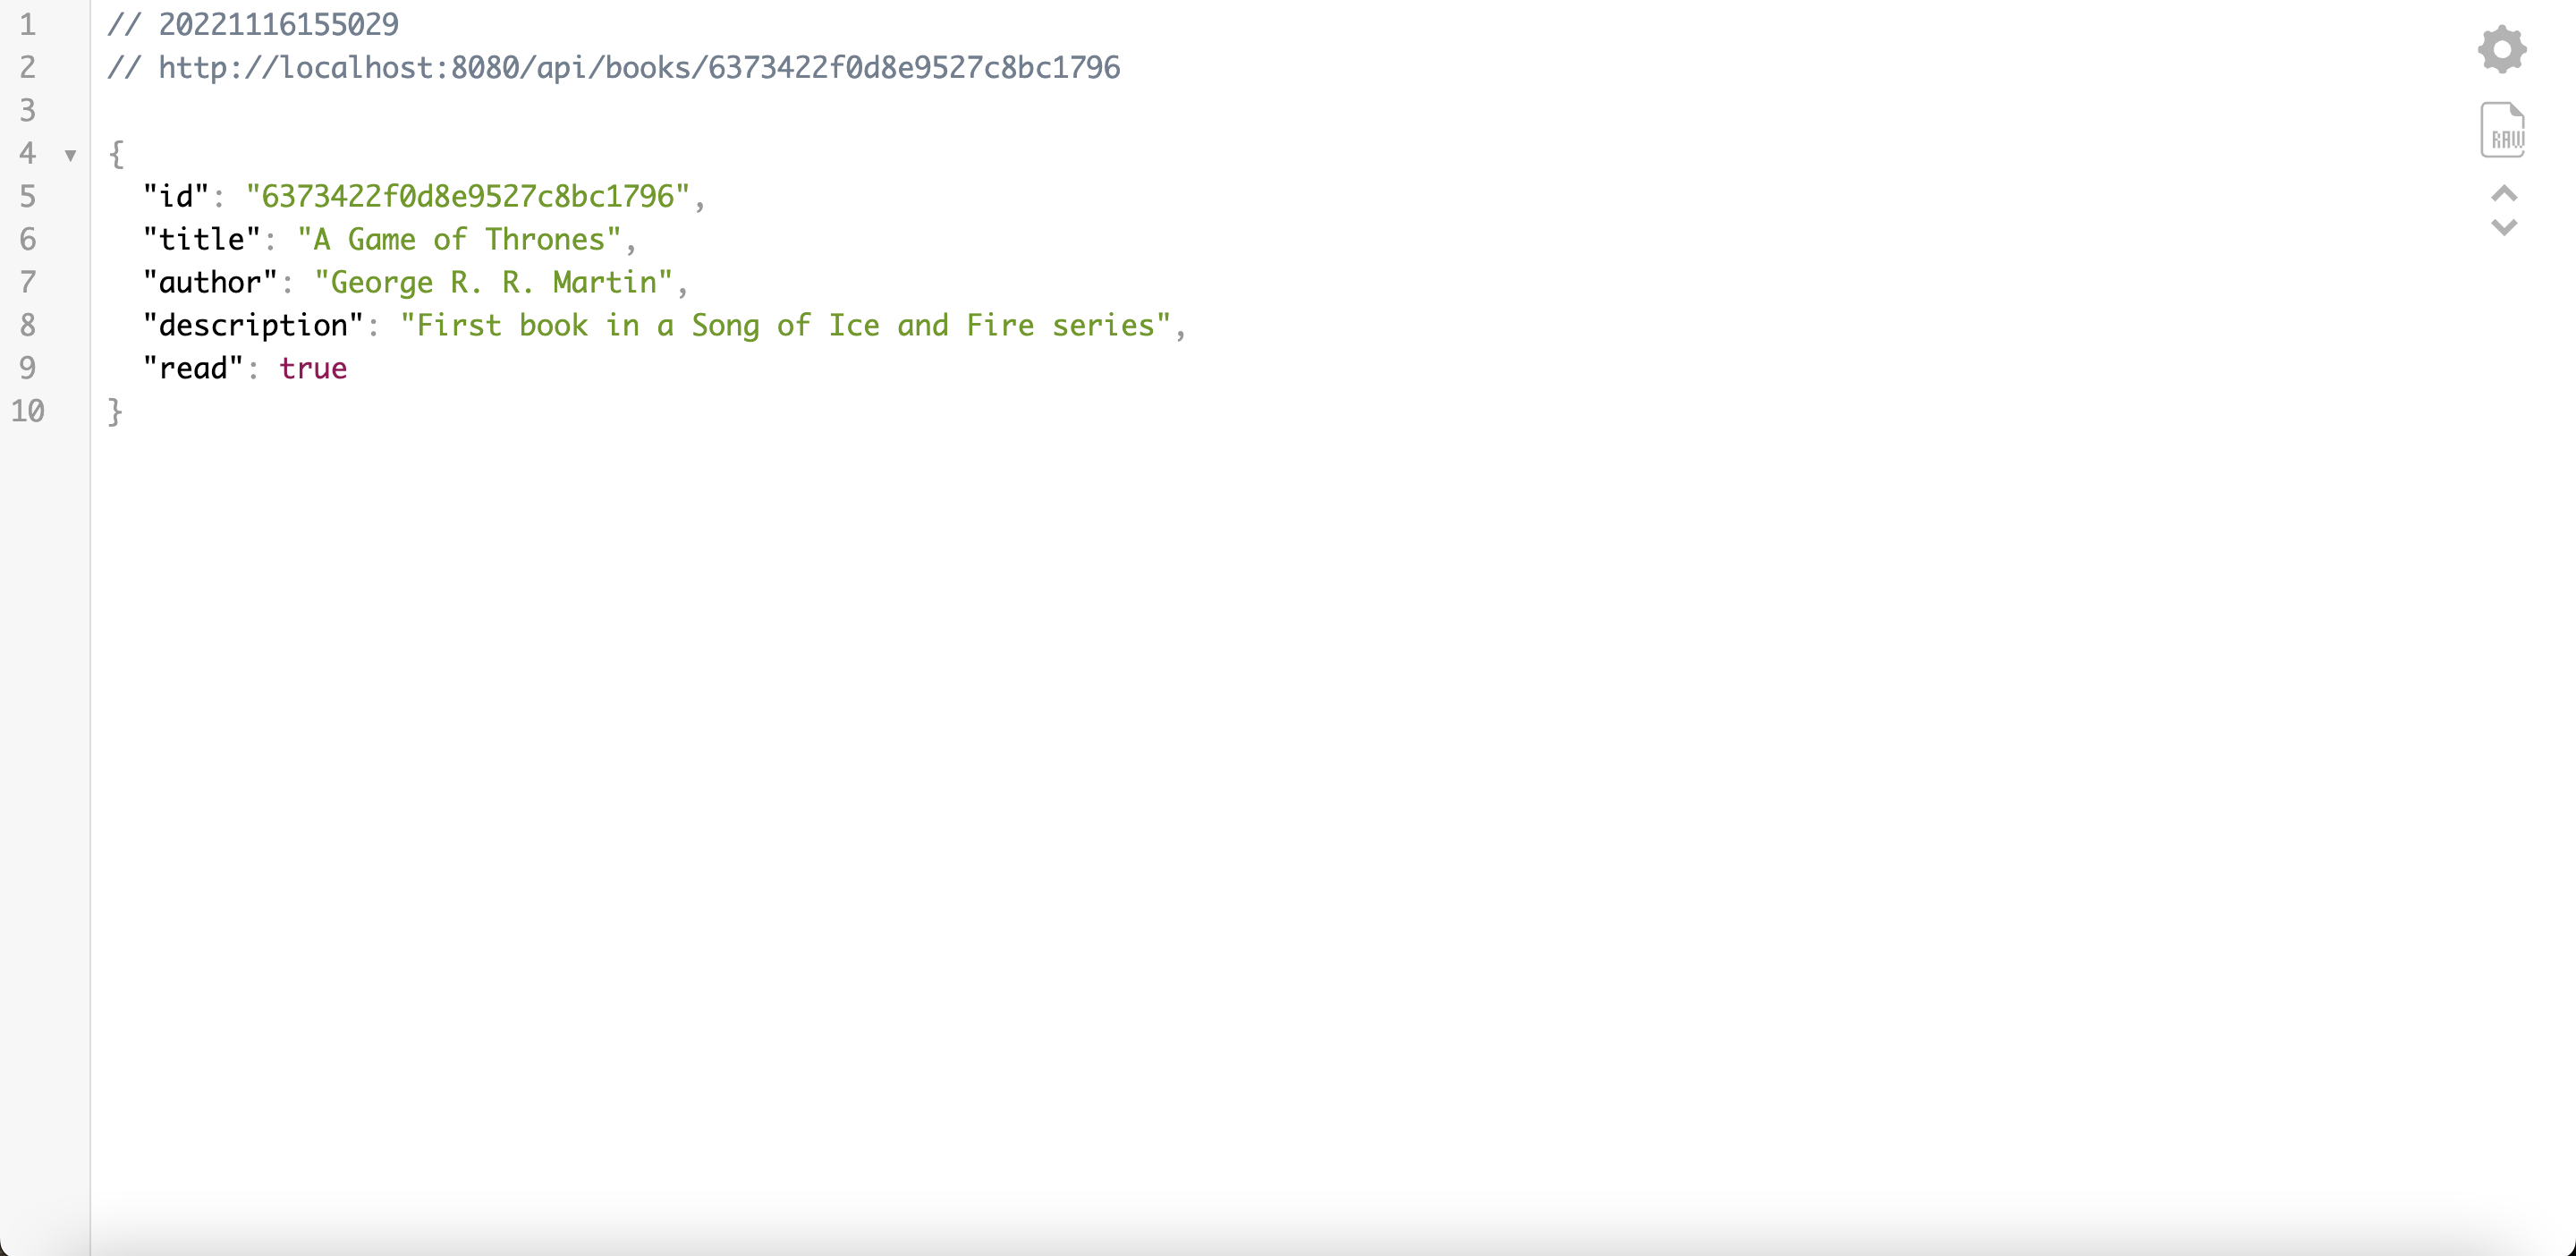 1 // 20221116155029
2 // http://localhost:8080/api/books/6373422f0d8e9527c8bc1796
3
4 ▼ {
5 "id": "6373422f0d8e9527c8bc1796",
6 "title": "A Game of Thrones",
7 "author": "George R. R. Martin",
8 "description": "First book in a Song of Ice and Fire series",
9 "read": true
10 }
RAW